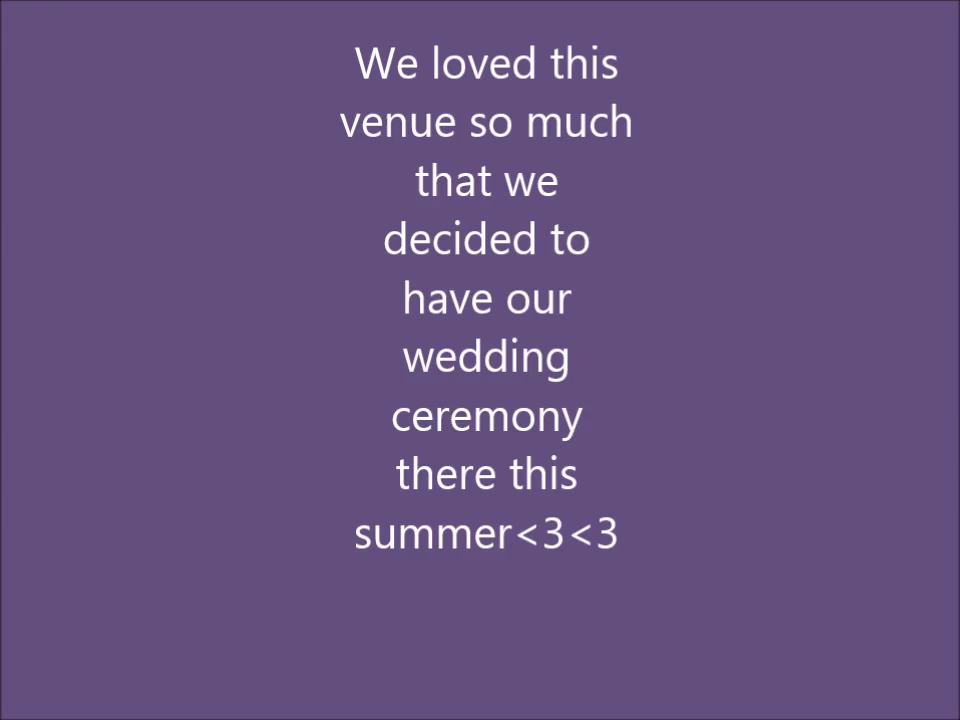 We loved this
venue so much
that we
decided to
have our
wedding
ceremony
there this
summer<3<3